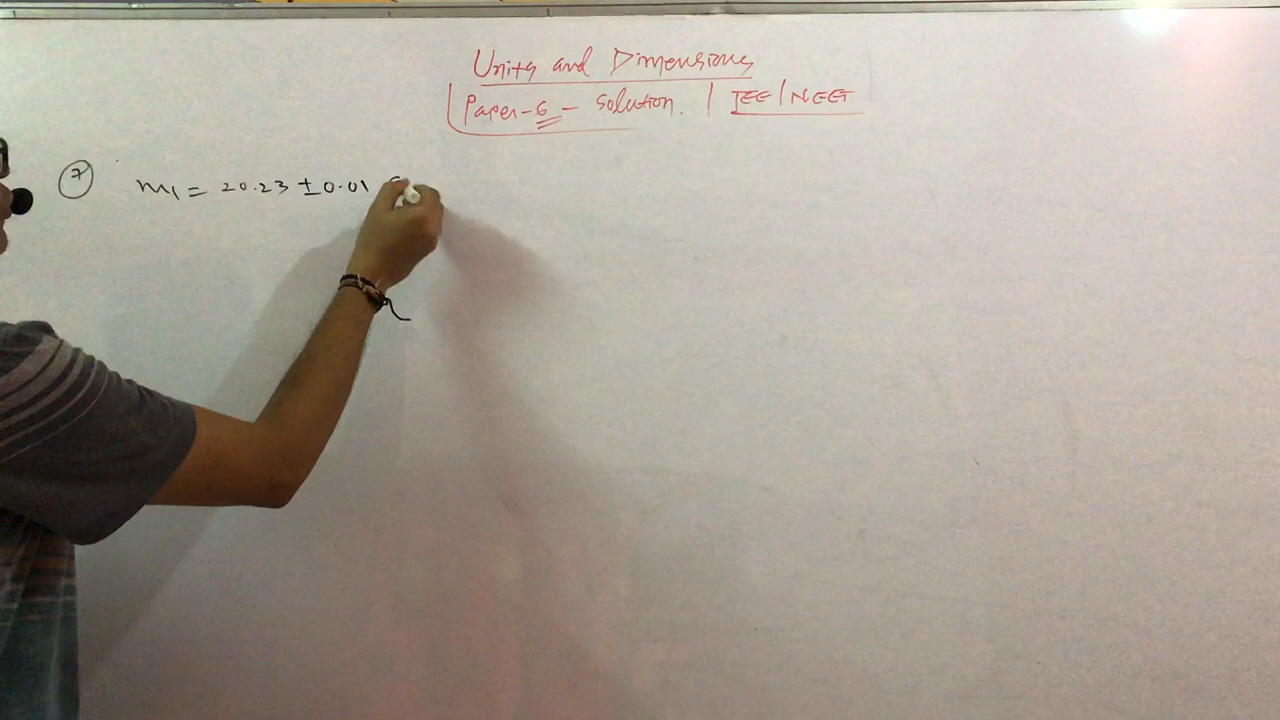 Units and Dimensions
Paper-6 - Solution. | JEE/NEET
7 m1 = 20.23 ± 0.01